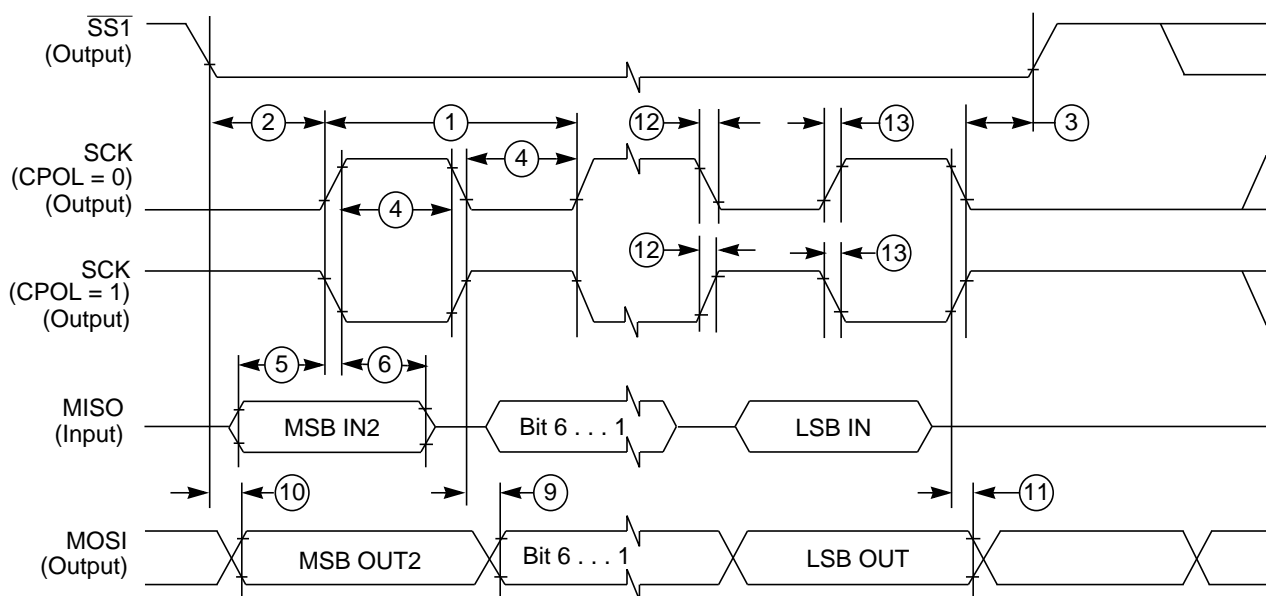 SS1
(Output)
2
1
12
13
3
SCK
(CPOL = 0)
(Output)
4
4
12
13
SCK
(CPOL = 1)
(Output)
5
6
MISO
(Input)
MSB IN2
Bit 6 . . . 1
LSB IN
10
9
11
MOSI
(Output)
MSB OUT2
Bit 6 . . . 1
LSB OUT